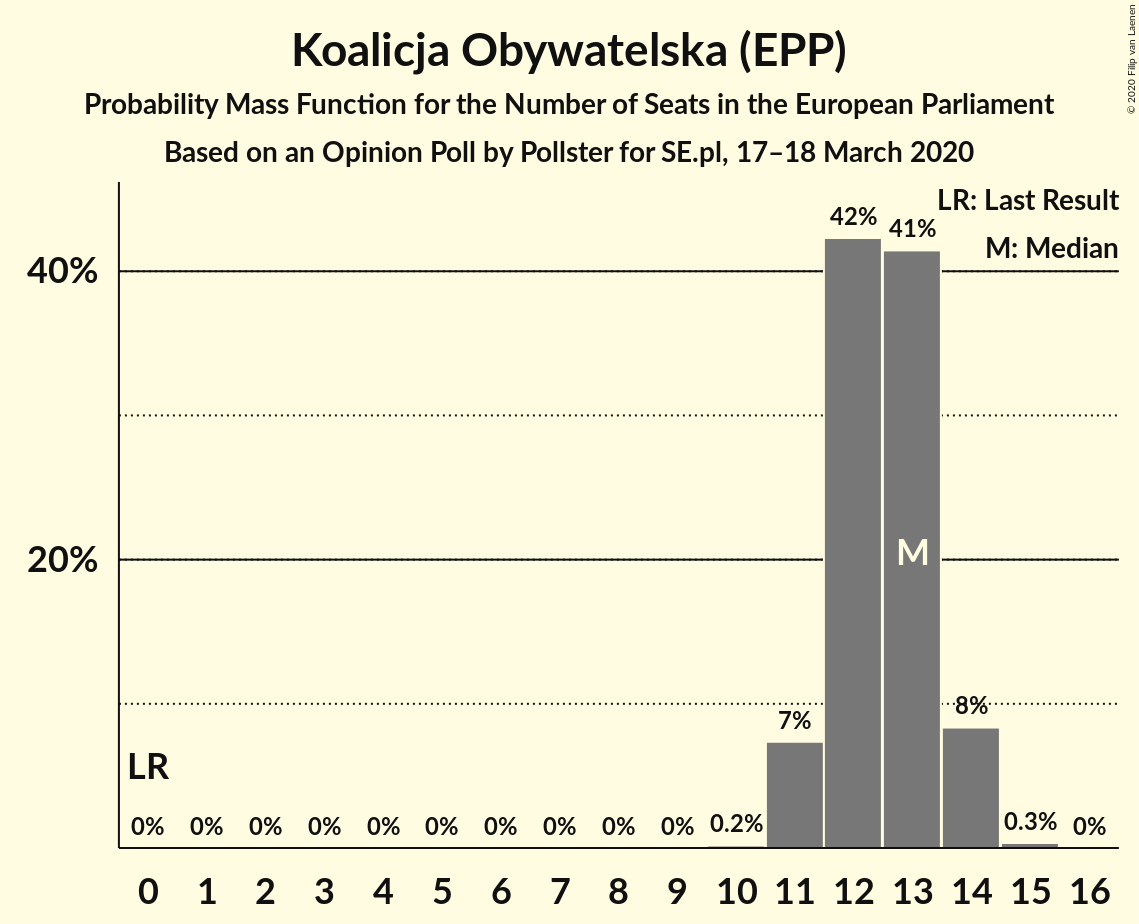 Koalicja Obywatelska (EPP)
Probability Mass Function for the Number of Seats in the European Parliament
Based on an Opinion Poll by Pollster for SE.pl, 17–18 March 2020
© 2020 Filip van Laenen
LR: Last Result
M: Median
42%
41%
40%
20%
M
7%
8%
LR
0% 0% 0% 0% 0% 0% 0% 0% 0% 0% 0.2% 0.3% 0%
0 1 2 3 4 5 6 7 8 9 10 11 12 13 14 15 16